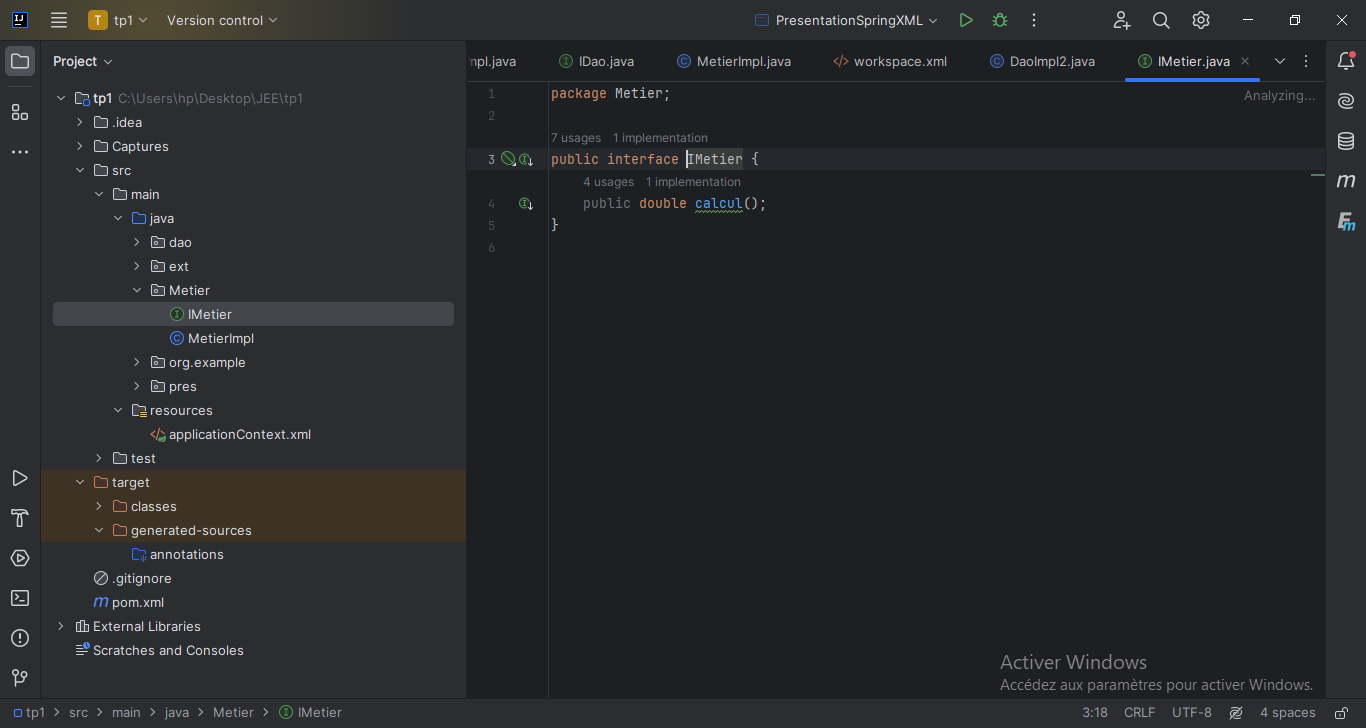 T tp1 Version control PresentationSpringXML
Project
mpl.java IDao.java MetierImpl.java workspace.xml DaoImpl2.java IMetier.java
tp1 C:\Users\hp\Desktop\JEE\tp1
.idea
Captures
src
main
java
dao
ext
Metier
IMetier
MetierImpl
org.example
pres
resources
applicationContext.xml
test
target
classes
generated-sources
annotations
.gitignore
pom.xml
External Libraries
Scratches and Consoles
Analyzing...
1 package Metier;
2
7 usages 1 implementation
3 public interface IMetier {
4 usages 1 implementation
4 public double calcul();
5 }
6
Activer Windows
Accédez aux paramètres pour activer Windows.
tp1 > src > main > java > Metier > IMetier 3:18 CRLF UTF-8 4 spaces